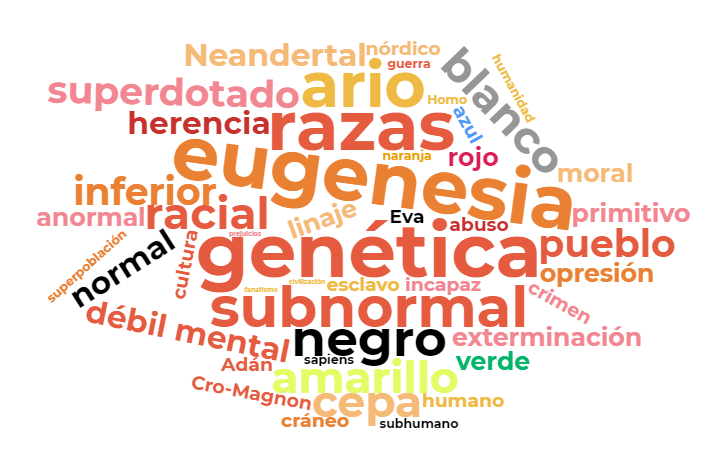 Neandertal
nórdico
guerra
blanco
humanidad
superdotado
ario
Homo
azul
herencia
razas
naranja
rojo
eugenesia
moral
inferior
anormal
racial
linaje
Eva
abuso
primitivo
prejuicios
superpoblación
normal
cultura
genética
pueblo
civilización
fanatismo
esclavo
incapaz
opresión
subnormal
crimen
débil mental
negro
exterminación
sapiens
verde
Adán
amarillo
Cro-Magnon
cepa
humano
cráneo
subhumano